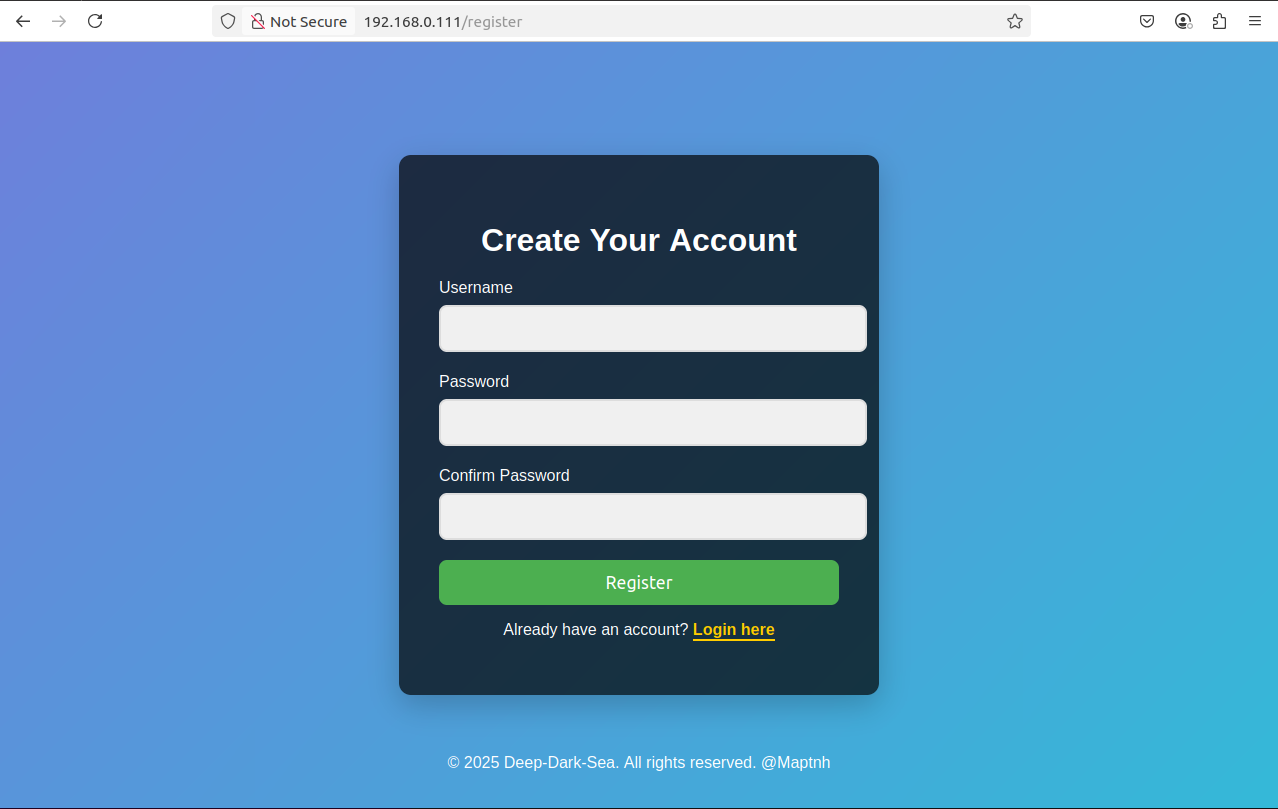 Not Secure 192.168.0.111/register
Create Your Account
Username
Password
Confirm Password
Register
Already have an account? Login here
© 2025 Deep-Dark-Sea. All rights reserved. @Maptnh